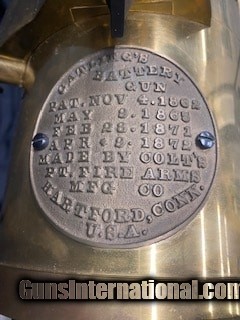 GATLING'S
BATTERY
GUN
PAT. NOV 4.1862
MAY 9.1865
FEB 28.1871
APR 9.1872
MADE BY COLT'S
PT. FIRE ARMS
MFG CO
HARTFORD, CONN.
U.S.A.
GunsInternational.com